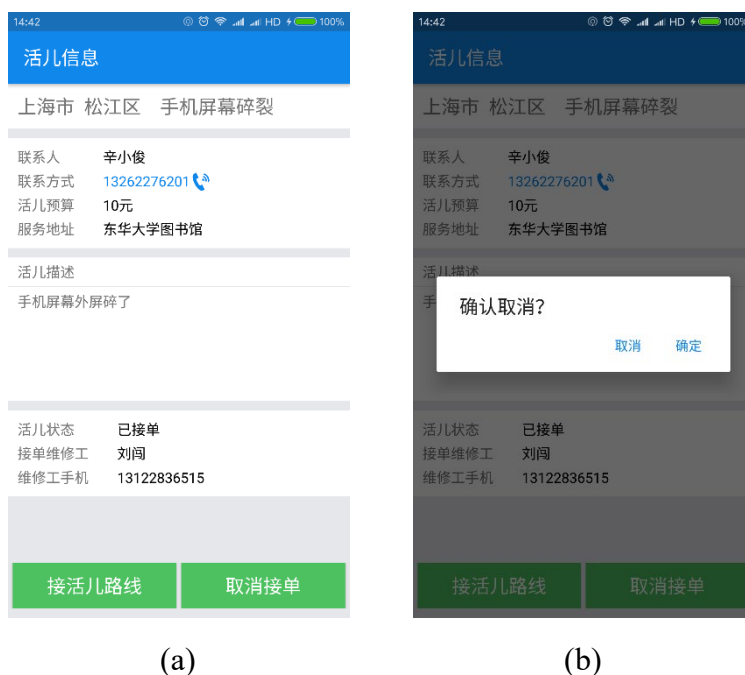 14:42 HD 100%
活儿信息
上海市 松江区 手机屏幕碎裂
联系人 辛小俊
联系方式 13262276201
活儿预算 10元
服务地址 东华大学图书馆
活儿描述
手机屏幕外屏碎了
活儿状态 已接单
接单维修工 刘闯
维修工手机 13122836515
接活儿路线 取消接单
(a)
14:42 HD 100%
活儿信息
上海市 松江区 手机屏幕碎裂
联系人 辛小俊
联系方式 13262276201
活儿预算 10元
服务地址 东华大学图书馆
活儿描述
手
确认取消?
取消 确定
活儿状态 已接单
接单维修工 刘闯
维修工手机 13122836515
接活儿路线 取消接单
(b)